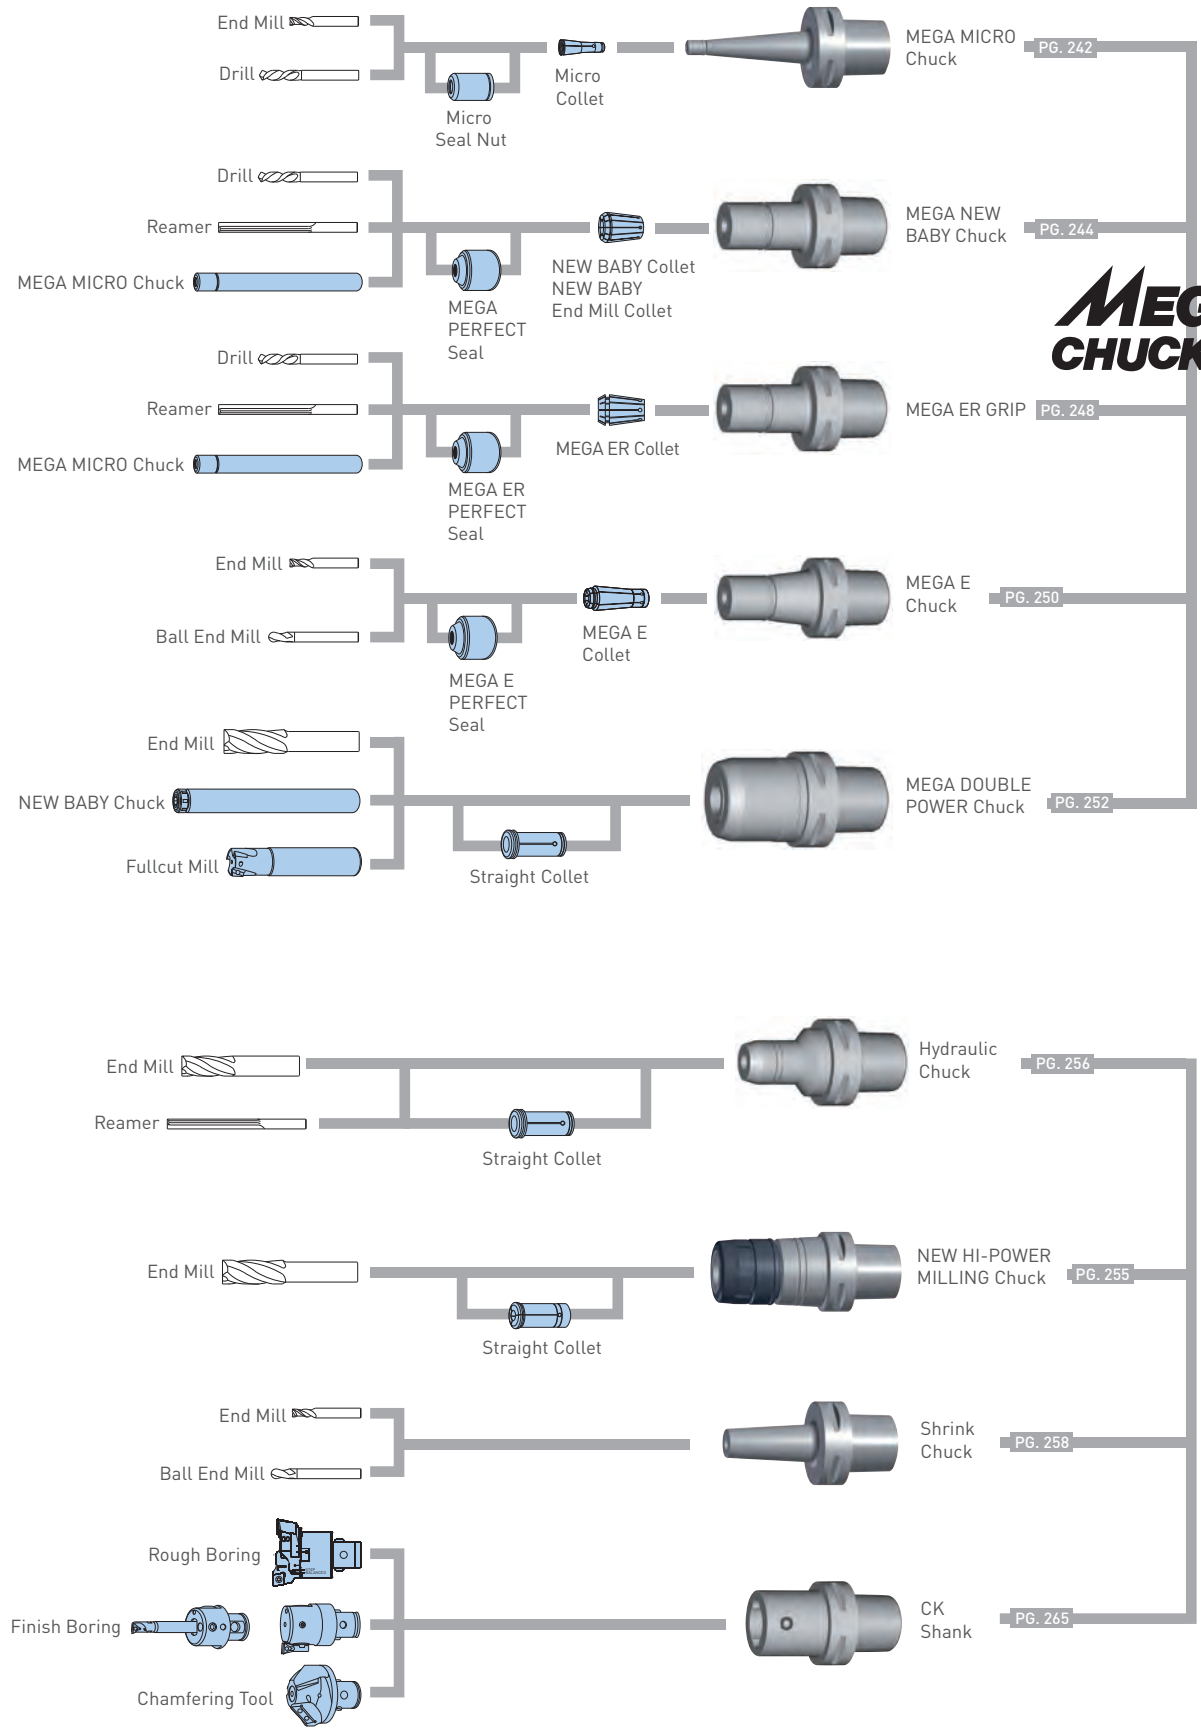 End Mill
Drill
Micro
Seal Nut
Micro
Collet
MEGA MICRO
Chuck
PG. 242
Drill
Reamer
MEGA MICRO Chuck
MEGA
PERFECT
Seal
NEW BABY Collet
NEW BABY
End Mill Collet
MEGA NEW
BABY Chuck
PG. 244
MEG
CHUCK
Drill
Reamer
MEGA MICRO Chuck
MEGA ER
PERFECT
Seal
MEGA ER Collet
MEGA ER GRIP
PG. 248
End Mill
Ball End Mill
MEGA E
PERFECT
Seal
MEGA E
Collet
MEGA E
Chuck
PG. 250
End Mill
NEW BABY Chuck
Fullcut Mill
Straight Collet
MEGA DOUBLE
POWER Chuck
PG. 252
End Mill
Reamer
Straight Collet
Hydraulic
Chuck
PG. 256
End Mill
Straight Collet
NEW HI-POWER
MILLING Chuck
PG. 255
End Mill
Ball End Mill
Shrink
Chuck
PG. 258
Rough Boring
Finish Boring
Chamfering Tool
CK
Shank
PG. 265